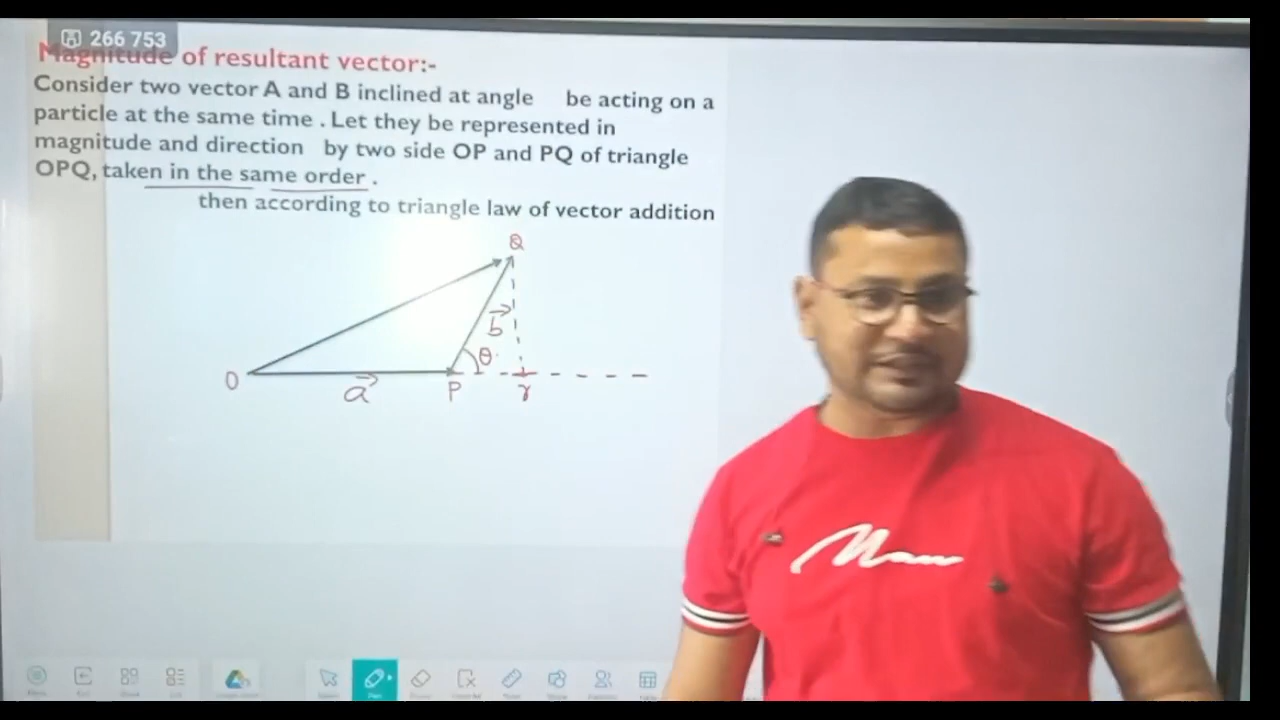 266 753
Magnitude of resultant vector:-
Consider two vector A and B inclined at angle be acting on a
particle at the same time . Let they be represented in
magnitude and direction by two side OP and PQ of triangle
OPQ, taken in the same order .
then according to triangle law of vector addition
Q
b
θ
O
a
P
r